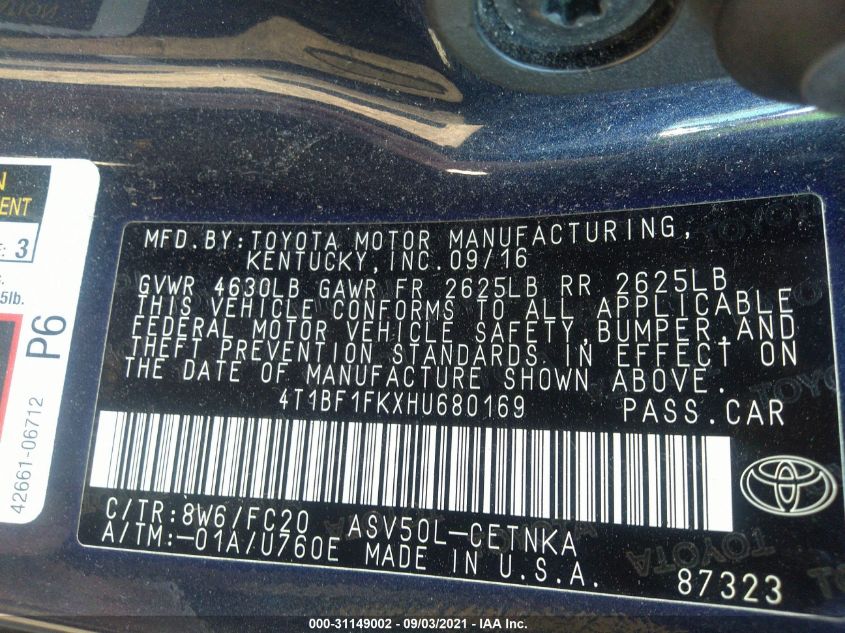 N
ENT
: 3
5lb.
P6
42661-06712
MFD.BY:TOYOTA MOTOR MANUFACTURING,
KENTUCKY,INC.09/16
GVWR 4630LB GAWR FR 2625LB RR 2625LB
THIS VEHICLE CONFORMS TO ALL APPLICABLE
FEDERAL MOTOR VEHICLE SAFETY,BUMPER,AND
THEFT PREVENTION STANDARDS IN EFFECT ON
THE DATE OF MANUFACTURE SHOWN ABOVE.
4T1BF1FKXHU680169 PASS.CAR
C/TR:8W6/FC20 ASV50L-CETNKA
A/TM:-01A/U760E MADE IN U.S.A.
87323
000-31149002 - 09/03/2021 - IAA Inc.